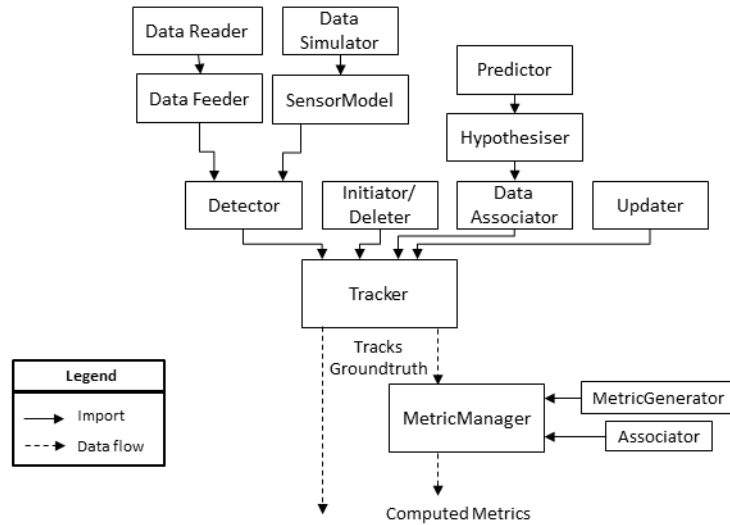 Data Reader
Data
Simulator
Predictor
Data Feeder
SensorModel
Hypothesiser
Detector
Initiator/
Deleter
Data
Associator
Updater
Tracker
Tracks
Groundtruth
Legend
Import
Data flow
MetricManager
MetricGenerator
Associator
Computed Metrics